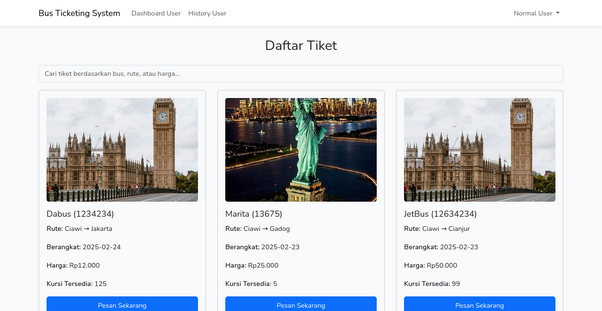 Bus Ticketing System Dashboard User History User Normal User
Daftar Tiket
Cari tiket berdasarkan bus, rute, atau harga...
Dabus (1234234)
Rute: Ciawi → Jakarta
Berangkat: 2025-02-24
Harga: Rp12.000
Kursi Tersedia: 125
Pesan Sekarang
Marita (13675)
Rute: Ciawi → Gadog
Berangkat: 2025-02-23
Harga: Rp25.000
Kursi Tersedia: 5
Pesan Sekarang
JetBus (12634234)
Rute: Ciawi → Cianjur
Berangkat: 2025-02-23
Harga: Rp50.000
Kursi Tersedia: 99
Pesan Sekarang